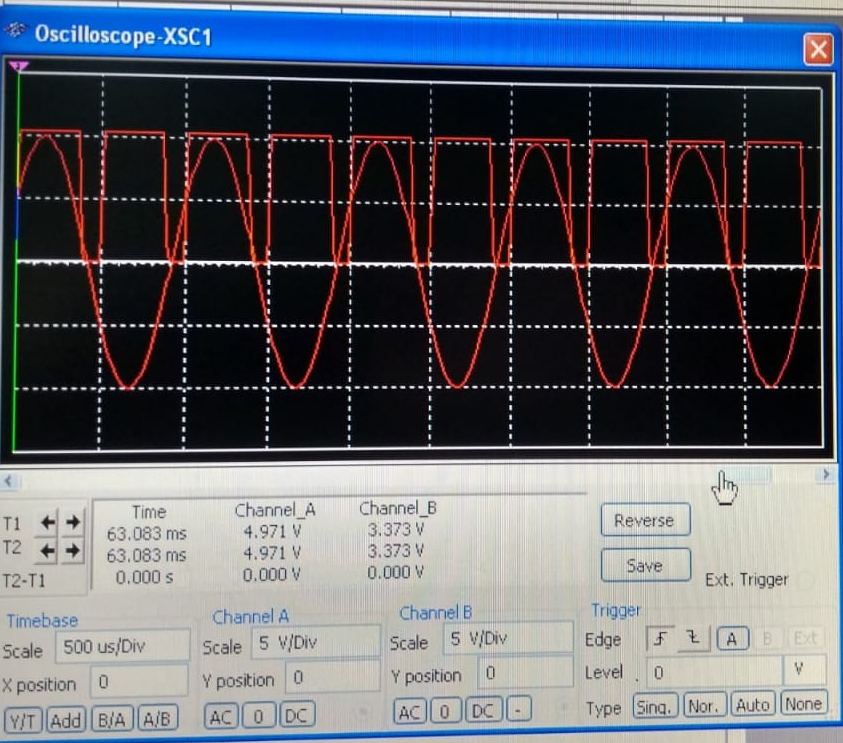 Oscilloscope-XSC1
Time Channel_A Channel_B
T1 63.083 ms 4.971 V 3.373 V
T2 63.083 ms 4.971 V 3.373 V
T2-T1 0.000 s 0.000 V 0.000 V
Reverse
Save
Ext. Trigger
Timebase
Scale 500 us/Div
X position 0
Y/T Add B/A A/B
Channel A
Scale 5 V/Div
Y position 0
AC 0 DC
Channel B
Scale 5 V/Div
Y position 0
AC 0 DC -
Trigger
Edge A B Ext
Level 0 V
Type Sing. Nor. Auto None